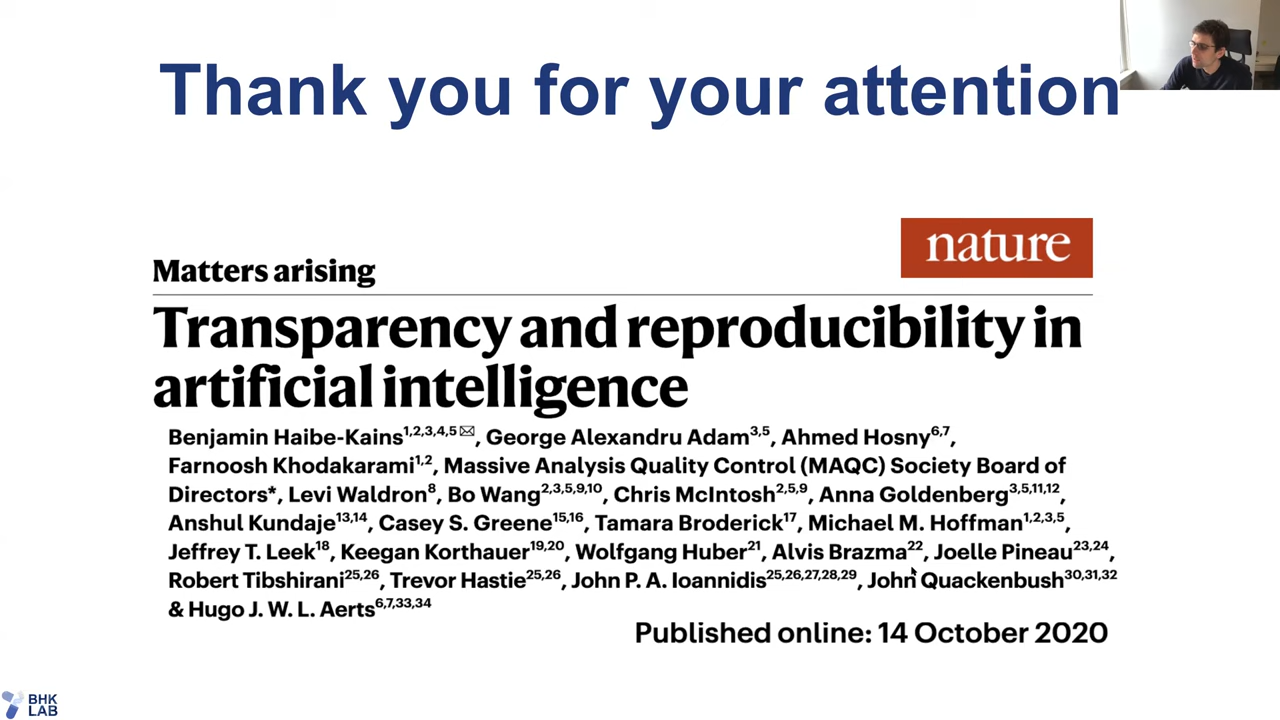 Thank you for your attention
nature
Matters arising
Transparency and reproducibility in
artificial intelligence
Benjamin Haibe-Kains1,2,3,4,5✉, George Alexandru Adam3,5, Ahmed Hosny6,7,
Farnoosh Khodakarami1,2, Massive Analysis Quality Control (MAQC) Society Board of
Directors*, Levi Waldron8, Bo Wang2,3,5,9,10, Chris McIntosh2,5,9, Anna Goldenberg3,5,11,12,
Anshul Kundaje13,14, Casey S. Greene15,16, Tamara Broderick17, Michael M. Hoffman1,2,3,5,
Jeffrey T. Leek18, Keegan Korthauer19,20, Wolfgang Huber21, Alvis Brazma22, Joelle Pineau23,24,
Robert Tibshirani25,26, Trevor Hastie25,26, John P. A. Ioannidis25,26,27,28,29, John Quackenbush30,31,32
& Hugo J. W. L. Aerts6,7,33,34
Published online: 14 October 2020
BHK
LAB